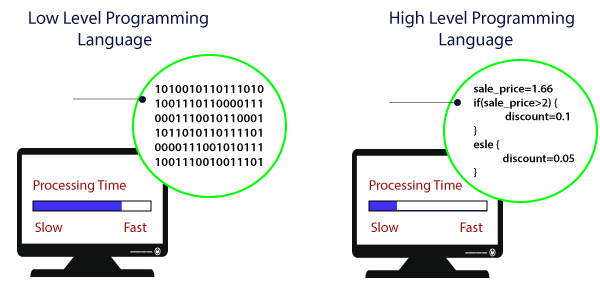 Low Level Programming
Language
1010010110111010
1001110110000111
0001110010110001
1011010110111101
0000111001010111
1001110010011101
Processing Time
Slow Fast
High Level Programming
Language
sale_price=1.66
if(sale_price>2) {
discount=0.1
}
esle {
discount=0.05
}
Processing Time
Slow Fast